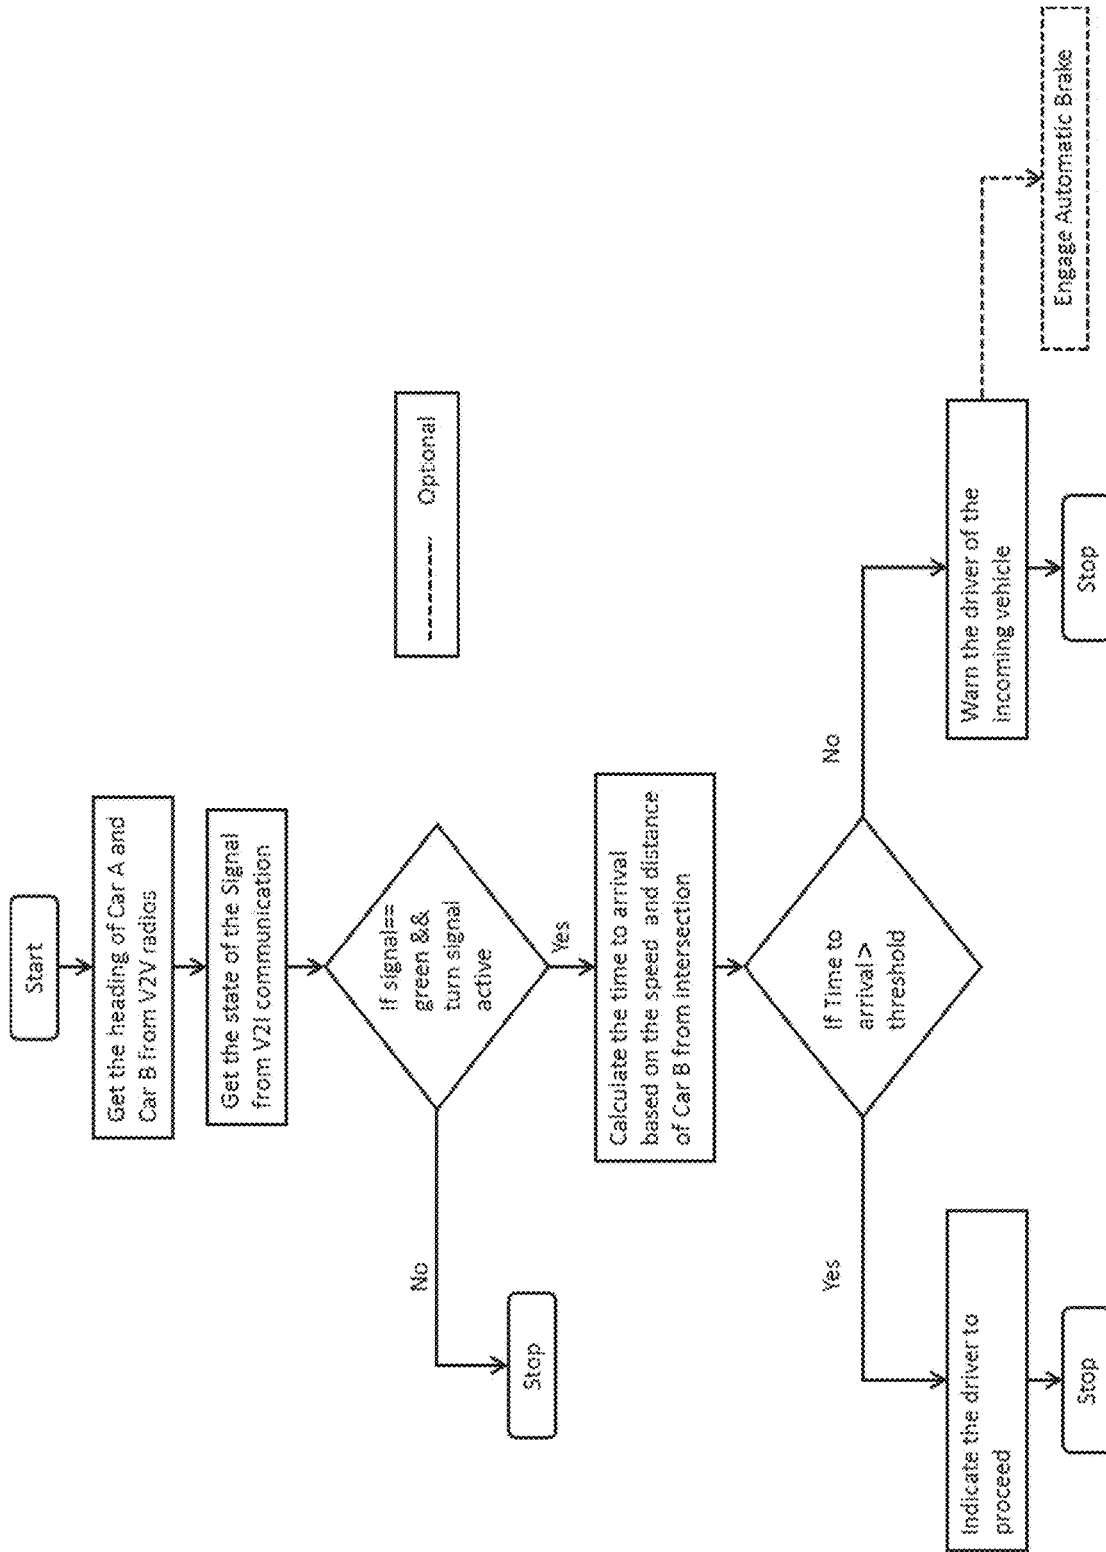 Start
Get the heading of Car A and
Car B from V2V radios
Get the state of the Signal
from V2I communication
If signal==
green &&
turn signal
active
No
Yes
Stop
Optional
Calculate the time to arrival
based on the speed and distance
of Car B from intersection
If Time to
arrival >
threshold
Yes
No
Indicate the driver to
proceed
Stop
Warn the driver of the
incoming vehicle
Stop
Engage Automatic Brake